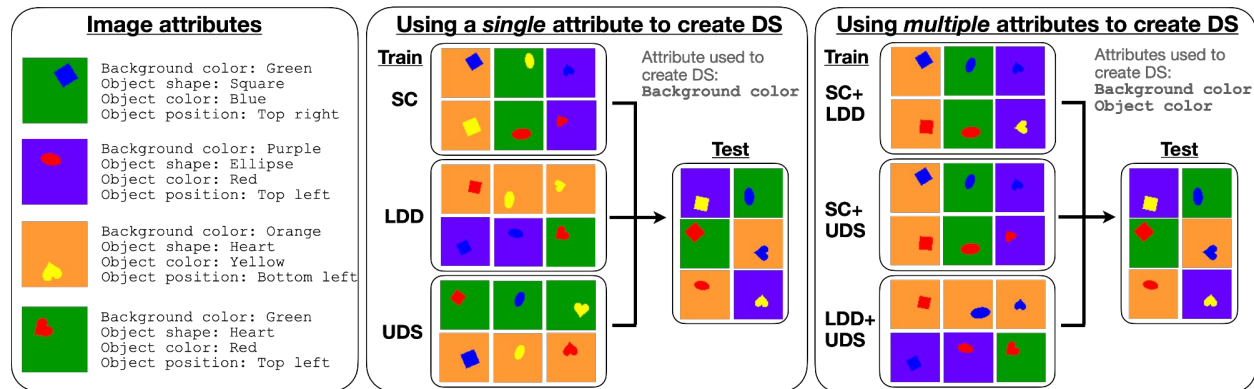 Image attributes
Background color: Green
Object shape: Square
Object color: Blue
Object position: Top right
Background color: Purple
Object shape: Ellipse
Object color: Red
Object position: Top left
Background color: Orange
Object shape: Heart
Object color: Yellow
Object position: Bottom left
Background color: Green
Object shape: Heart
Object color: Red
Object position: Top left
Using a single attribute to create DS
Train
SC
LDD
UDS
Attribute used to
create DS:
Background color
Test
Using multiple attributes to create DS
Train
SC+
LDD
SC+
UDS
LDD+
UDS
Attributes used to
create DS:
Background color
Object color
Test